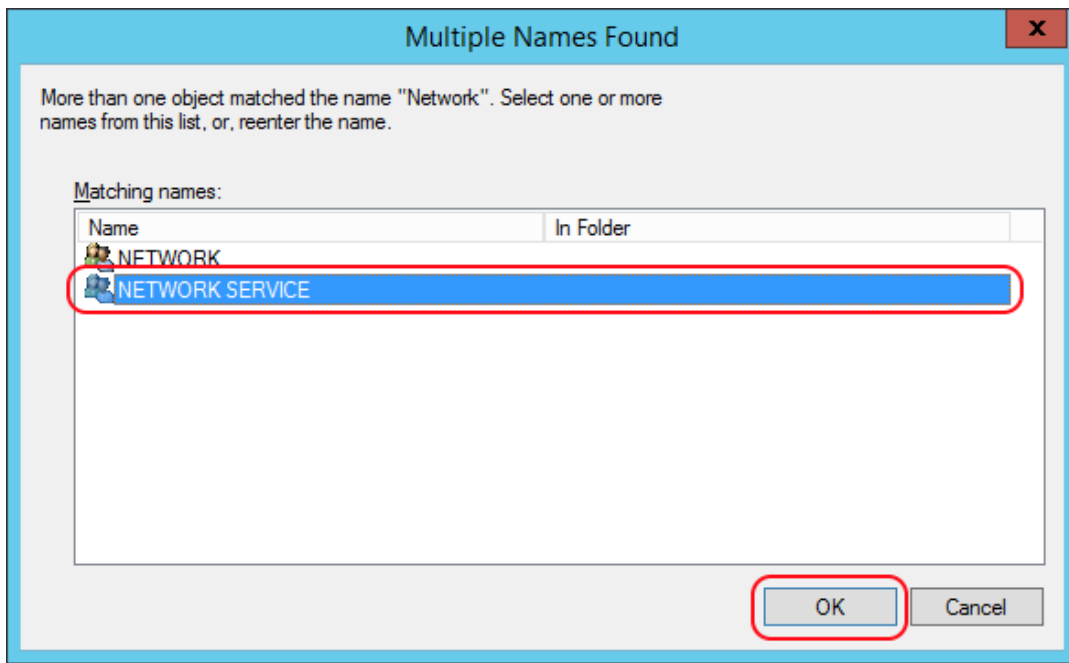 Multiple Names Found
x
More than one object matched the name "Network". Select one or more
names from this list, or, reenter the name.
Matching names:
Name In Folder
NETWORK
NETWORK SERVICE
OK Cancel